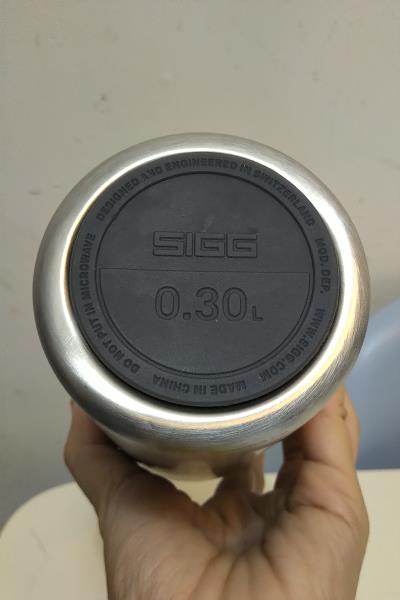 SIGG
0.30L
DESIGNED AND ENGINEERED IN SWITZERLAND
MOD. DEP.
WWW.SIGG.COM
MADE IN CHINA
DO NOT PUT IN MICROWAVE